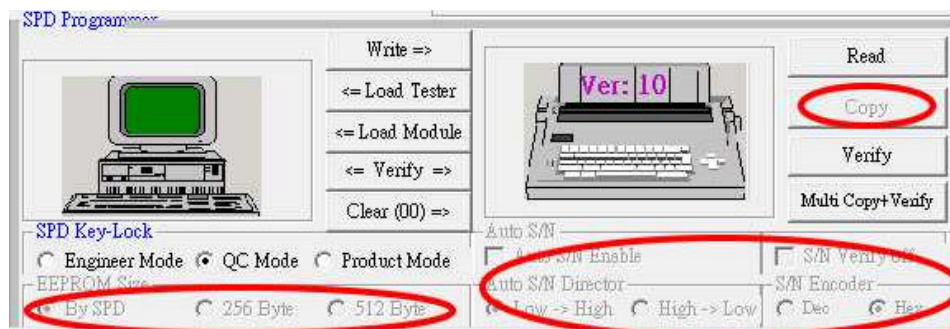 SPD Programmer
Write =>
<= Load Tester
<= Load Module
<= Verify =>
Clear (00) =>
Ver: 10
Read
Copy
Verify
Multi Copy+Verify
SPD Key-Lock
Engineer Mode QC Mode Product Mode
EEPROM Size
By SPD 256 Byte 512 Byte
Auto S/N
Auto S/N Enable S/N Verify Off
Auto S/N Director
Low -> High High -> Low
S/N Encoder
Dec Hex